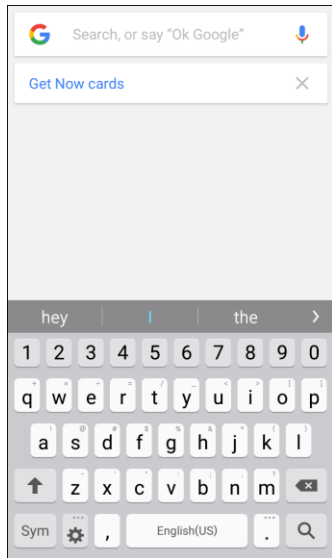 Search, or say "Ok Google"
Get Now cards
hey I the
1 2 3 4 5 6 7 8 9 0
q w e r t y u i o p
a s d f g h j k l
z x c v b n m
Sym , English(US) .